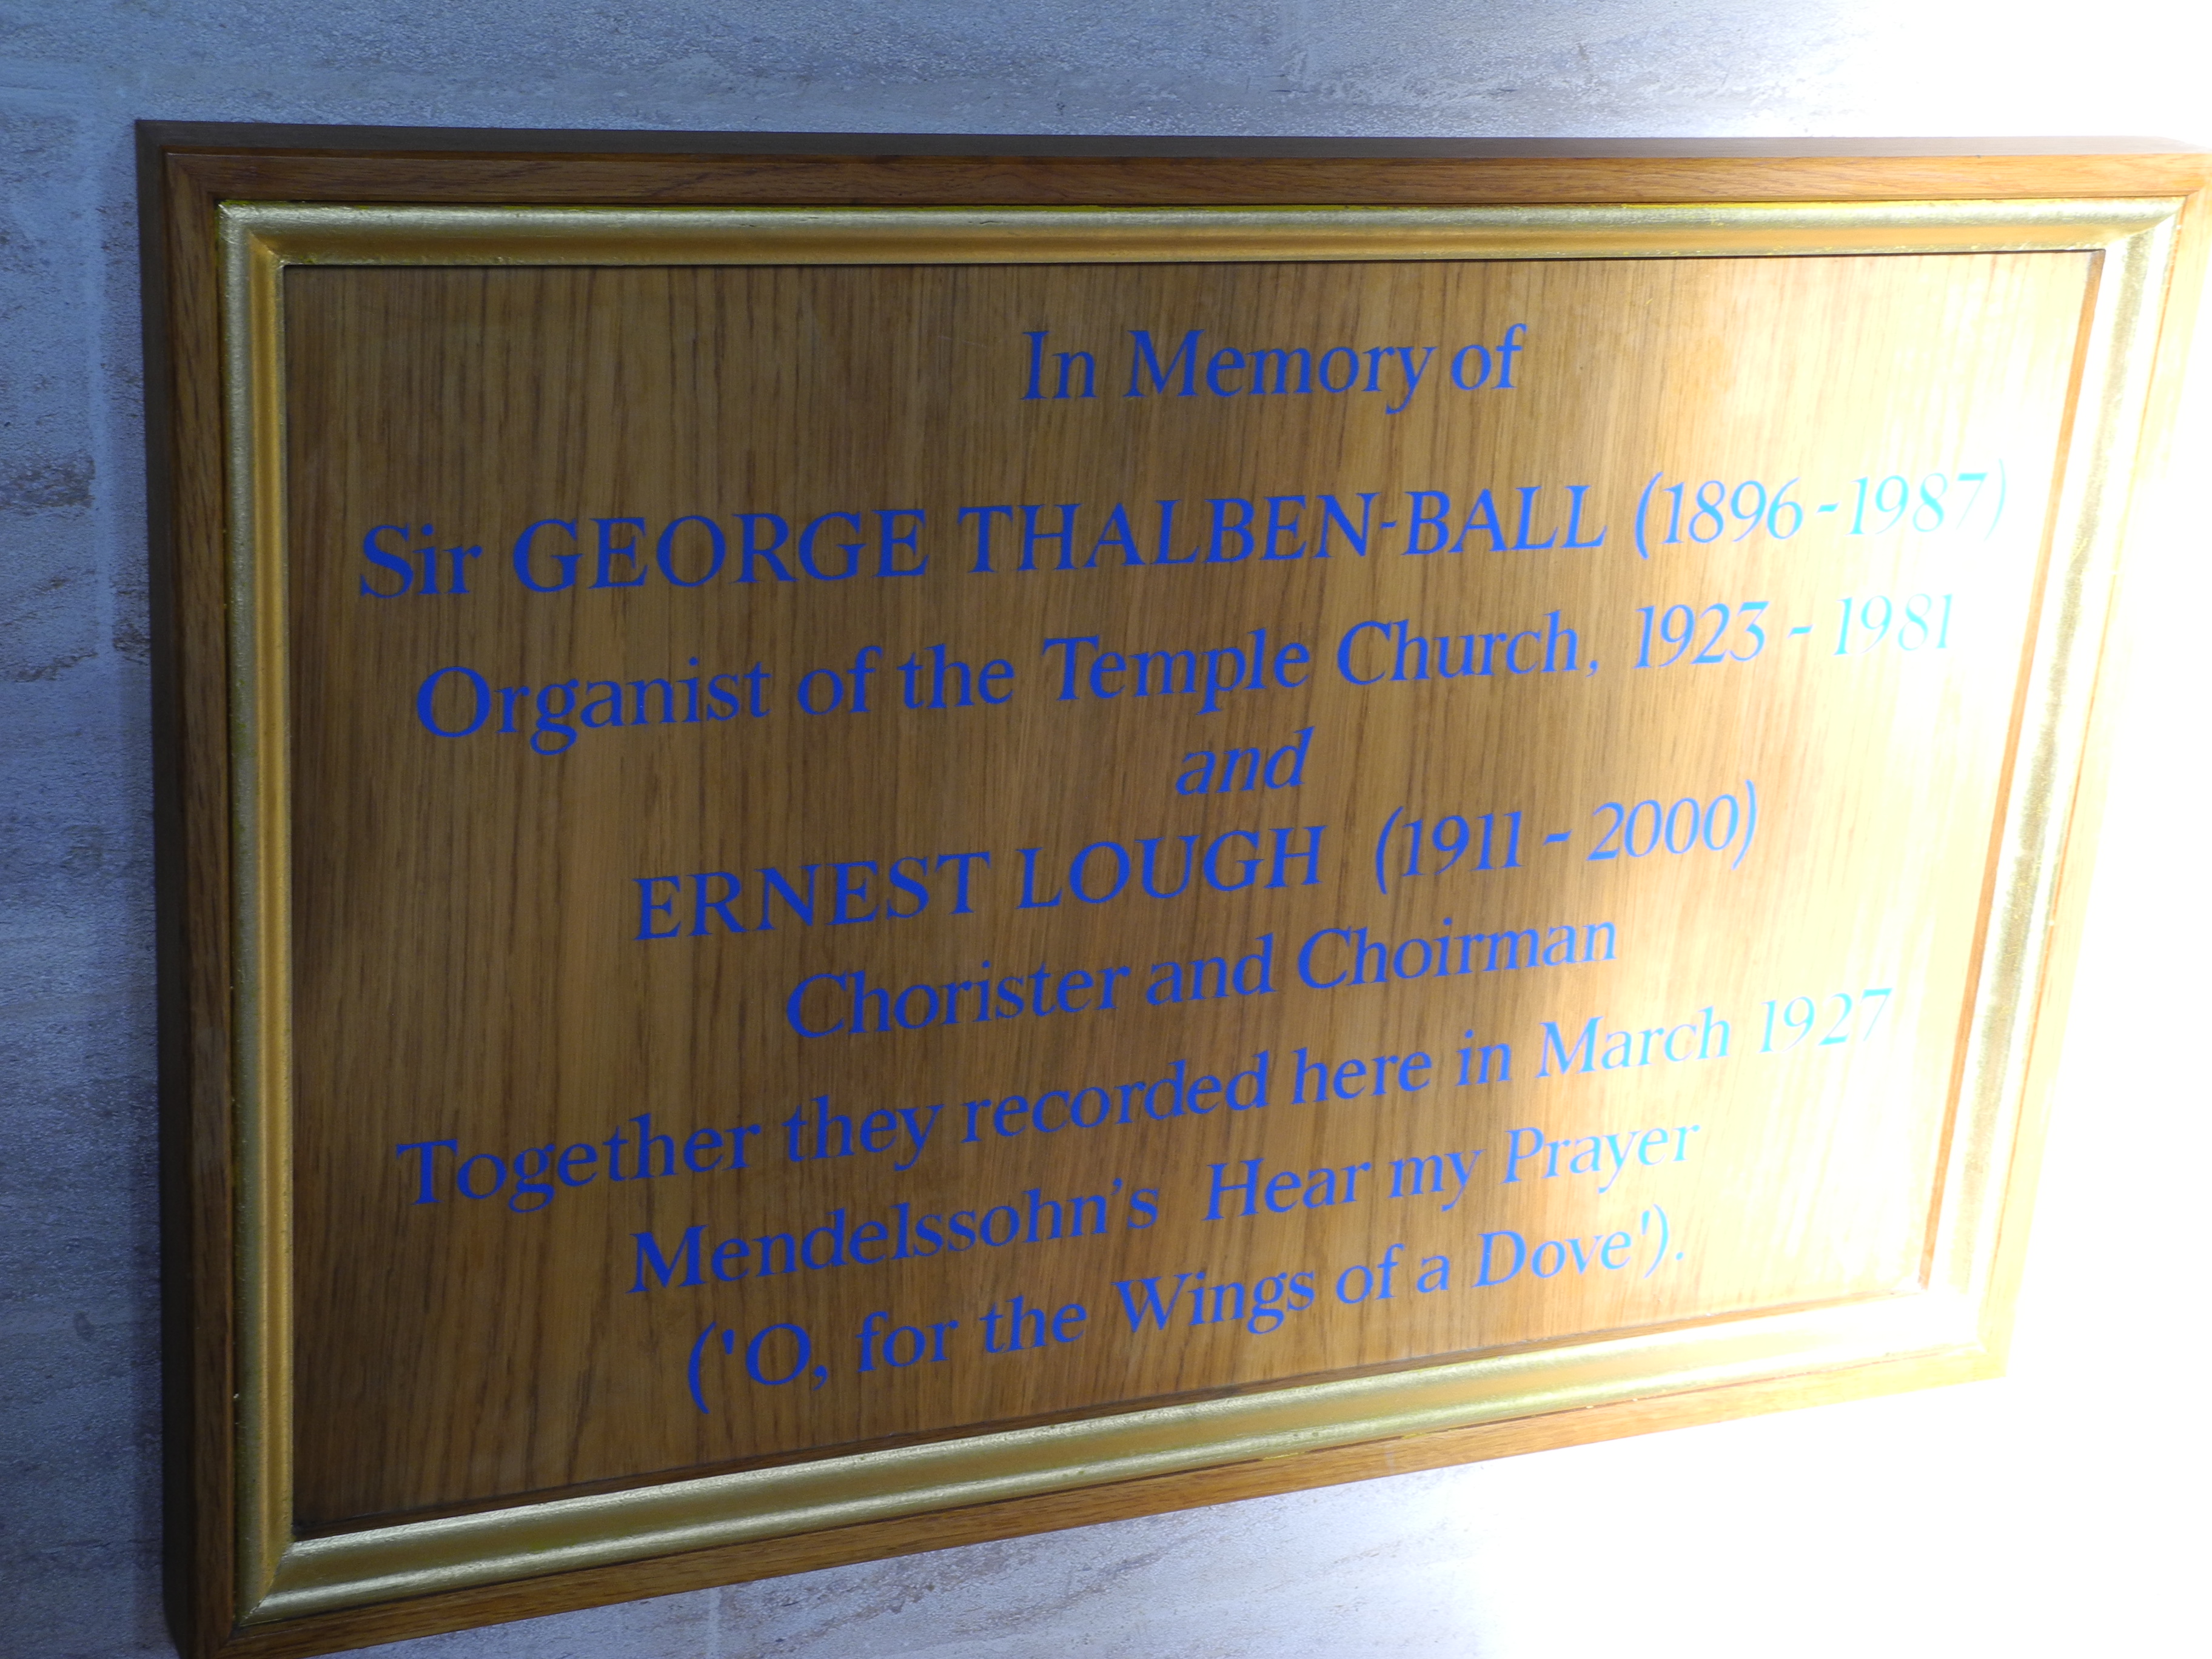 In Memory of
Sir GEORGE THALBEN-BALL (1896-1987)
Organist of the Temple Church, 1923 - 1981
and
ERNEST LOUGH (1911 - 2000)
Chorister and Choirman
Together they recorded here in March 1927
Mendelssohn's Hear my Prayer
('O, for the Wings of a Dove').